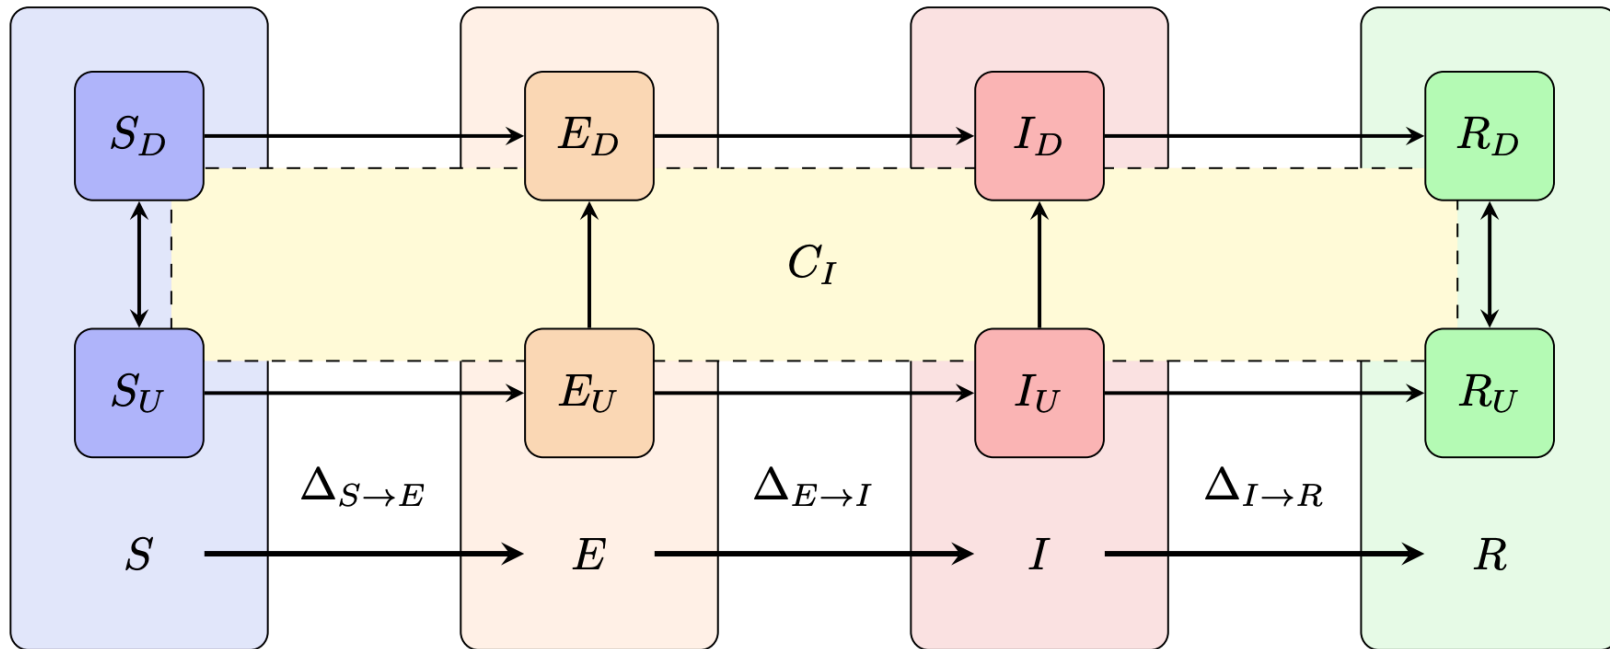 S_D E_D I_D R_D
C_I
S_U E_U I_U R_U
Δ_{S→E} Δ_{E→I} Δ_{I→R}
S E I R